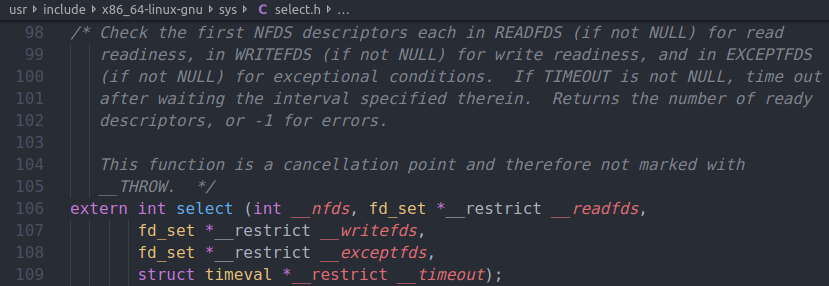 usr include x86_64-linux-gnu sys C select.h ...
98 /* Check the first NFDS descriptors each in READFDS (if not NULL) for read
99 readiness, in WRITEFDS (if not NULL) for write readiness, and in EXCEPTFDS
100 (if not NULL) for exceptional conditions.  If TIMEOUT is not NULL, time out
101 after waiting the interval specified therein.  Returns the number of ready
102 descriptors, or -1 for errors.
103
104 This function is a cancellation point and therefore not marked with
105 __THROW.  */
106 extern int select (int __nfds, fd_set *__restrict __readfds,
107 fd_set *__restrict __writefds,
108 fd_set *__restrict __exceptfds,
109 struct timeval *__restrict __timeout);